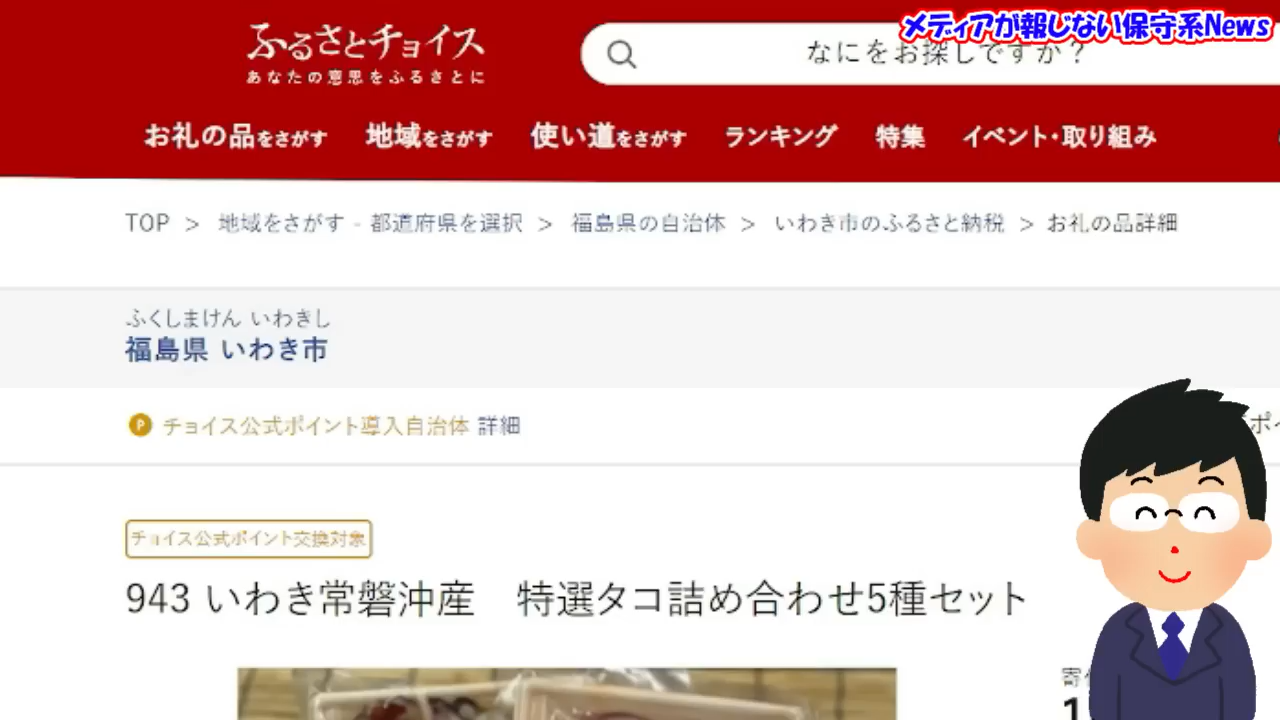 メディアが報じない保守系News
ふるさとチョイス
あなたの意思をふるさとに
なにをお探しですか？
お礼の品をさがす 地域をさがす 使い道をさがす ランキング 特集 イベント・取り組み
TOP > 地域をさがす - 都道府県を選択 > 福島県の自治体 > いわき市のふるさと納税 > お礼の品詳細
ふくしまけん いわきし
福島県 いわき市
P チョイス公式ポイント導入自治体 詳細
チョイス公式ポイント交換対象
943 いわき常磐沖産 特選タコ詰め合わせ5種セット